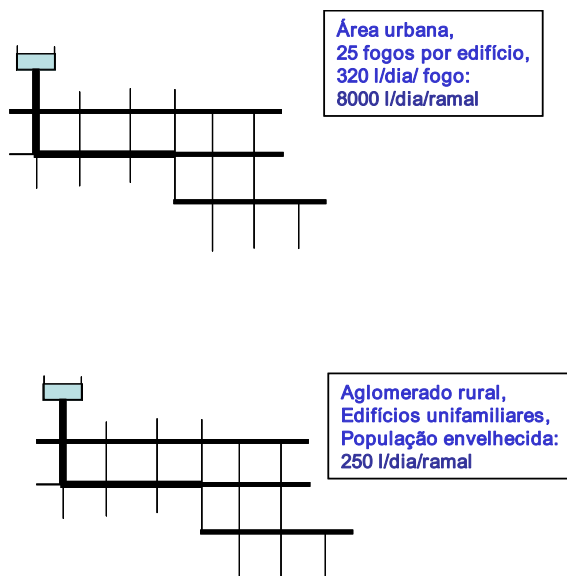 Área urbana,
25 fogos por edifício,
320 l/dia/ fogo:
8000 l/dia/ramal
Aglomerado rural,
Edifícios unifamiliares,
População envelhecida:
250 l/dia/ramal